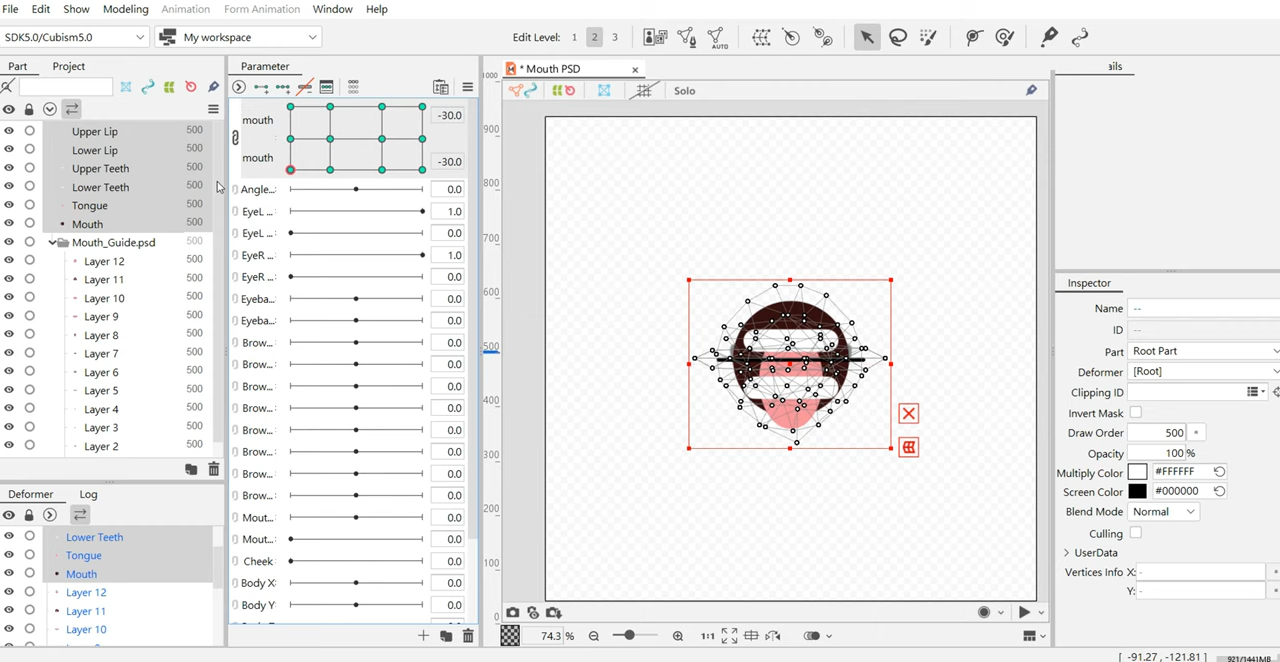 File Edit Show Modeling Animation Form Animation Window Help
SDK5.0/Cubism5.0 My workspace Edit Level: 1 2 3 AUTO
Part Project
Parameter
* Mouth PSD
ails
Solo
Upper Lip 500
Lower Lip 500
Upper Teeth 500
Lower Teeth 500
Tongue 500
Mouth 500
Mouth_Guide.psd 500
Layer 12 500
Layer 11 500
Layer 10 500
Layer 9 500
Layer 8 500
Layer 7 500
Layer 6 500
Layer 5 500
Layer 4 500
Layer 3 500
Layer 2 500
Deformer Log
Lower Teeth
Tongue
Mouth
Layer 12
Layer 11
Layer 10
mouth -30.0
mouth -30.0
Angle... 0.0
EyeL ... 1.0
EyeL ... 0.0
EyeR ... 1.0
EyeR ... 0.0
Eyeba... 0.0
Eyeba... 0.0
Brow... 0.0
Brow... 0.0
Brow... 0.0
Brow... 0.0
Brow... 0.0
Brow... 0.0
Brow... 0.0
Brow... 0.0
Mout... 0.0
Mout... 0.0
Cheek 0.0
Body X: 0.0
Body Y: 0.0
1000
900
800
700
600
500
400
300
200
100
0
74.3 % 1:1
Inspector
Name --
ID --
Part Root Part
Deformer [Root]
Clipping ID
Invert Mask
Draw Order 500
Opacity 100 %
Multiply Color #FFFFFF
Screen Color #000000
Blend Mode Normal
Culling
UserData
Vertices Info X: -
Y: -
[ -91.27, -121.81] 921/1441MB